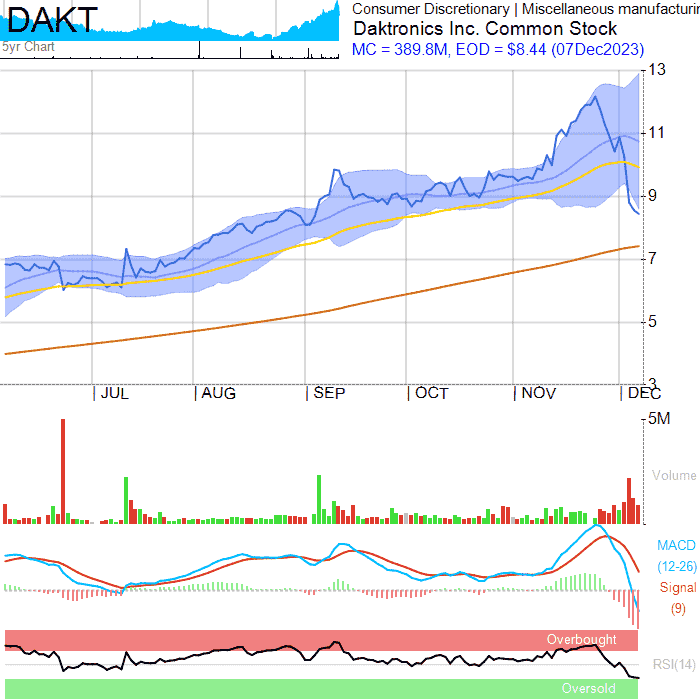 DAKT
5yr Chart
Consumer Discretionary | Miscellaneous manufacturin
Daktronics Inc. Common Stock
MC = 389.8M, EOD = $8.44 (07Dec2023)
13
11
9
7
5
3
JUL AUG SEP OCT NOV DEC
5M
Volume
MACD
(12-26)
Signal
(9)
Overbought
RSI(14)
Oversold